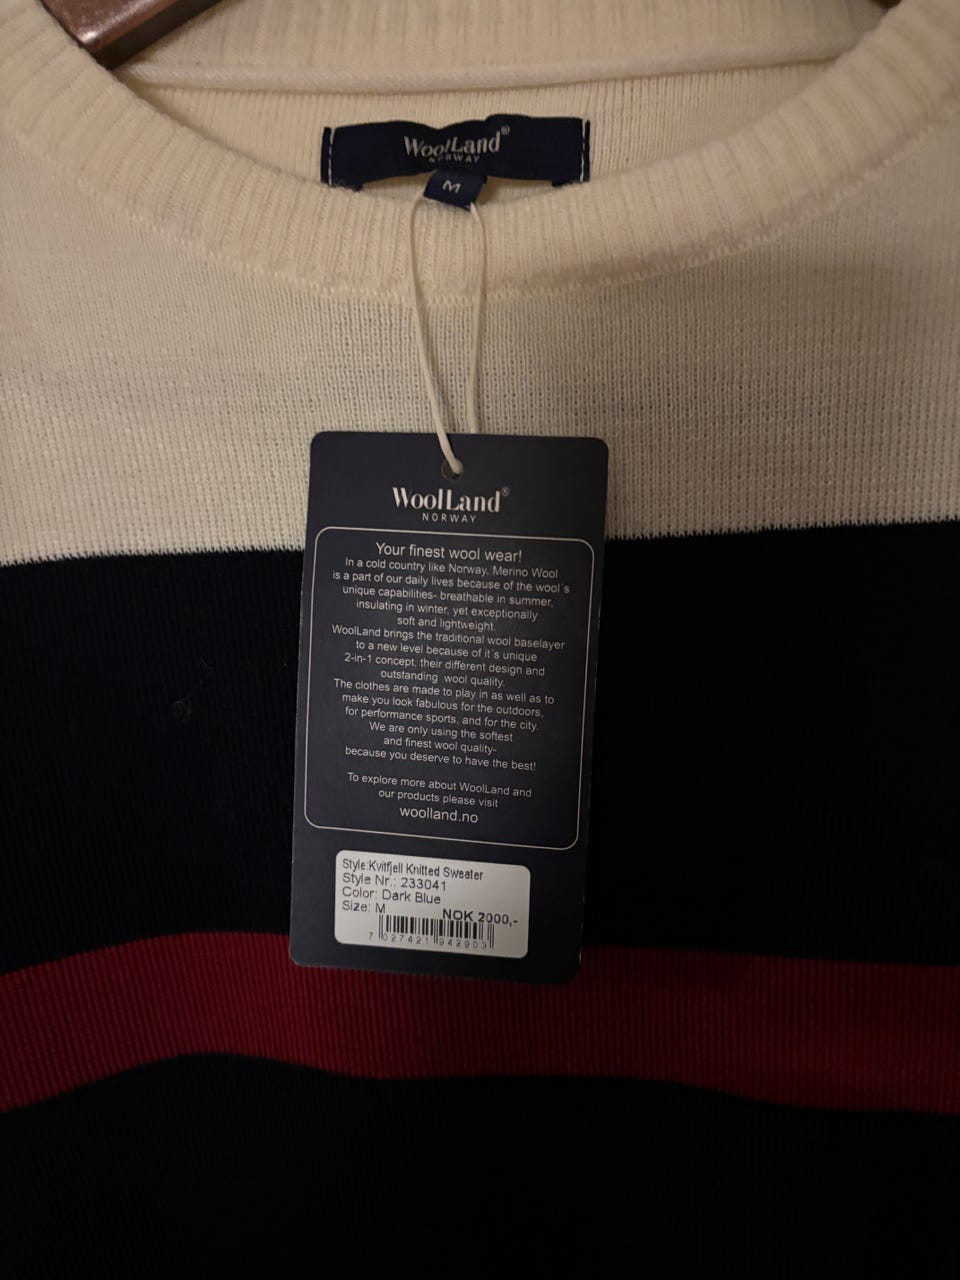 WoolLand®
NORWAY
M
WoolLand®
NORWAY
Your finest wool wear!
In a cold country like Norway, Merino Wool
is a part of our daily lives because of the wool´s
unique capabilities- breathable in summer,
insulating in winter, yet exceptionally
soft and lightweight.
WoolLand brings the traditional wool baselayer
to a new level because of it´s unique
2-in-1 concept, their different design and
outstanding wool quality.
The clothes are made to play in as well as to
make you look fabulous for the outdoors,
for performance sports, and for the city.
We are only using the softest
and finest wool quality-
because you deserve to have the best!
To explore more about WoolLand and
our products please visit
woolland.no
Style:Kvitfjell Knitted Sweater
Style Nr.: 233041
Color: Dark Blue
Size: M
NOK 2000,-
7 027421 942903